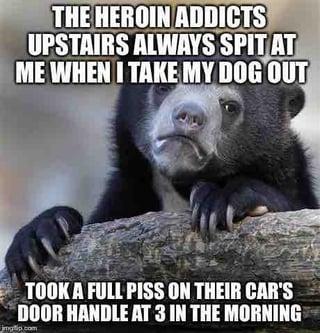 THE HEROIN ADDICTS
UPSTAIRS ALWAYS SPIT AT
ME WHEN I TAKE MY DOG OUT
TOOK A FULL PISS ON THEIR CAR'S
DOOR HANDLE AT 3 IN THE MORNING
imgflip.com